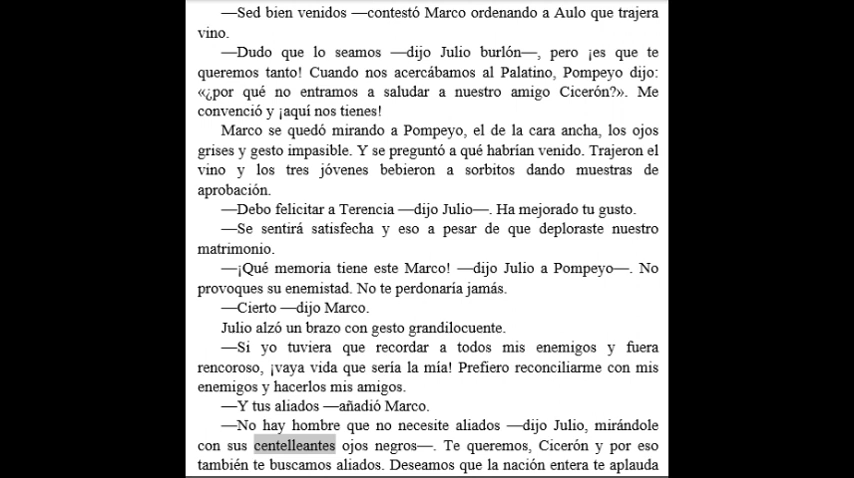 —Sed bien venidos —contestó Marco ordenando a Aulo que trajera
vino.
—Dudo que lo seamos —dijo Julio burlón—, pero ¡es que te
queremos tanto! Cuando nos acercábamos al Palatino, Pompeyo dijo:
«¿por qué no entramos a saludar a nuestro amigo Cicerón?». Me
convenció y ¡aquí nos tienes!
Marco se quedó mirando a Pompeyo, el de la cara ancha, los ojos
grises y gesto impasible. Y se preguntó a qué habrían venido. Trajeron el
vino y los tres jóvenes bebieron a sorbitos dando muestras de
aprobación.
—Debo felicitar a Terencia —dijo Julio—. Ha mejorado tu gusto.
—Se sentirá satisfecha y eso a pesar de que deploraste nuestro
matrimonio.
—¡Qué memoria tiene este Marco! —dijo Julio a Pompeyo—. No
provoques su enemistad. No te perdonaría jamás.
—Cierto —dijo Marco.
Julio alzó un brazo con gesto grandilocuente.
—Si yo tuviera que recordar a todos mis enemigos y fuera
rencoroso, ¡vaya vida que sería la mía! Prefiero reconciliarme con mis
enemigos y hacerlos mis amigos.
—Y tus aliados —añadió Marco.
—No hay hombre que no necesite aliados —dijo Julio, mirándole
con sus centelleantes ojos negros—. Te queremos, Cicerón y por eso
también te buscamos aliados. Deseamos que la nación entera te aplauda